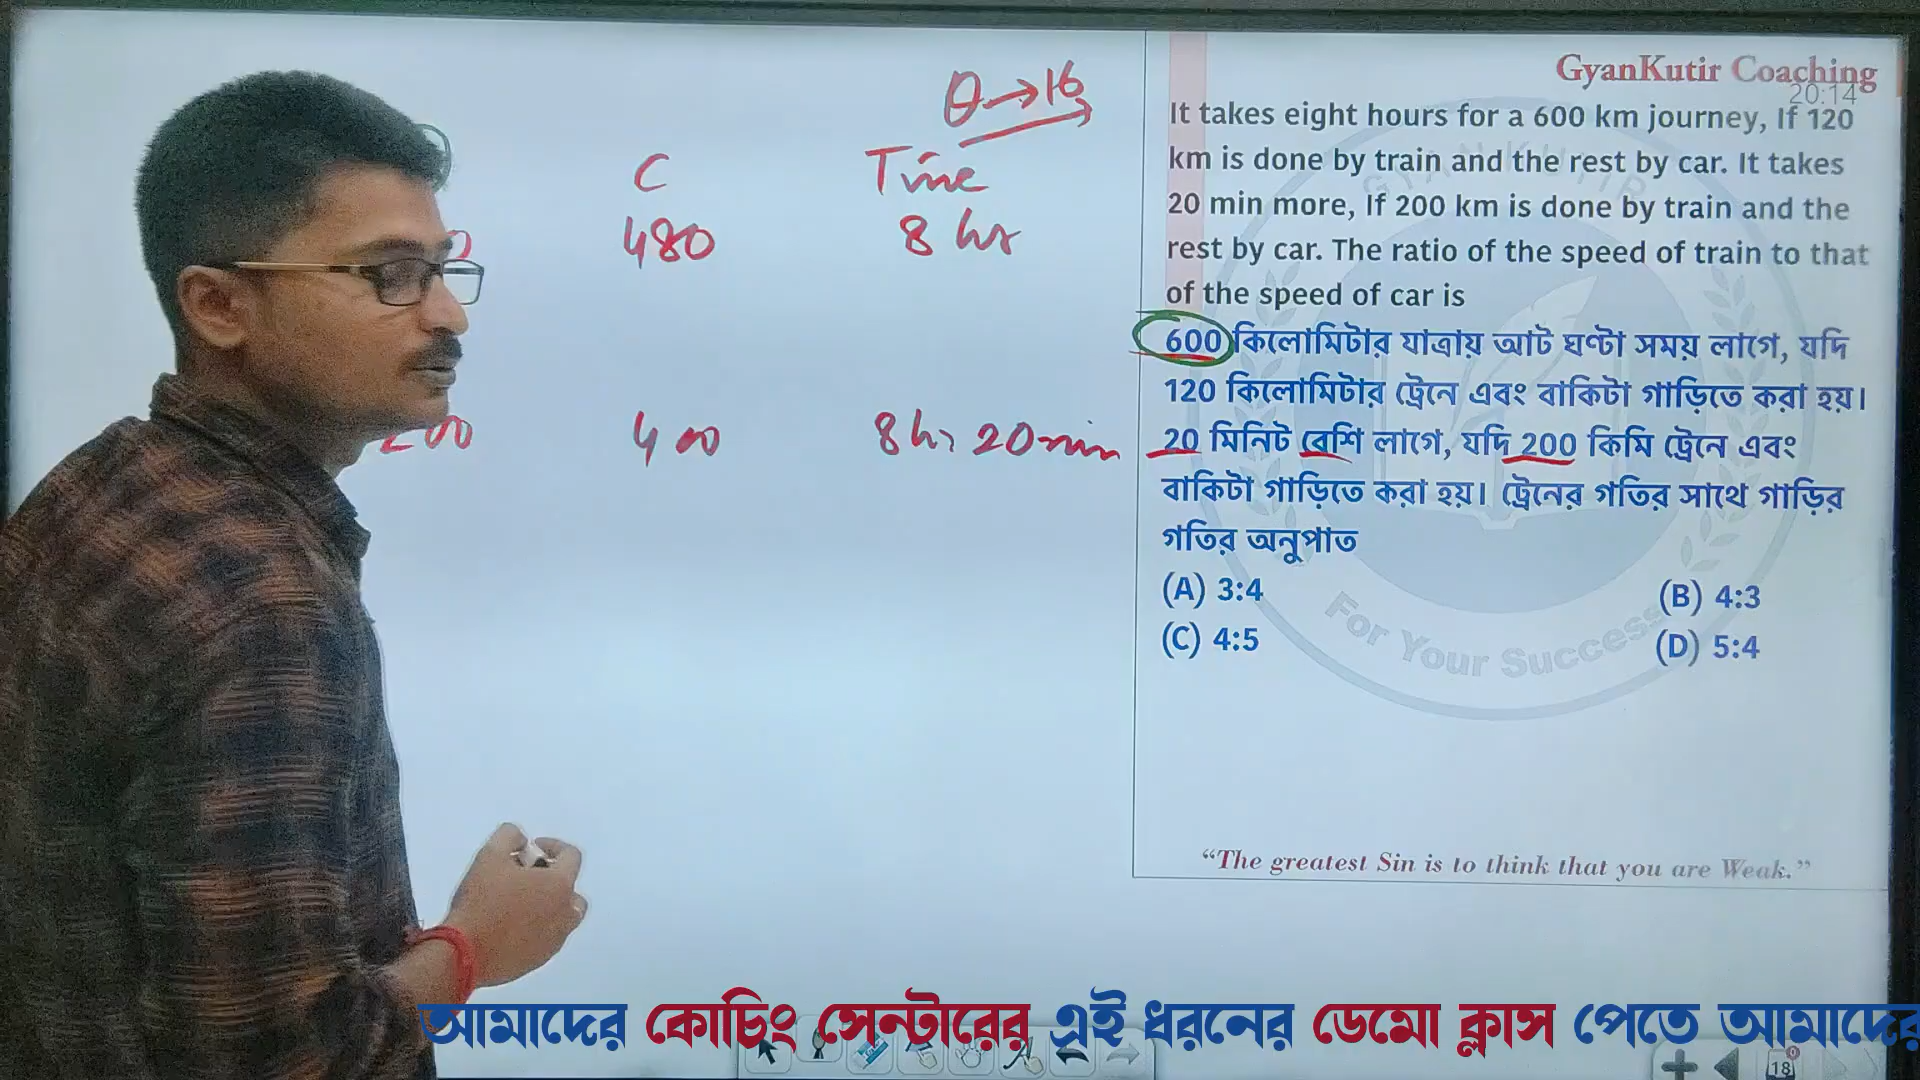 GyanKutir Coaching
20:14
It takes eight hours for a 600 km journey, If 120
km is done by train and the rest by car. It takes
20 min more, If 200 km is done by train and the
rest by car. The ratio of the speed of train to that
of the speed of car is
600 কিলোমিটার যাত্রায় আট ঘণ্টা সময় লাগে, যদি
120 কিলোমিটার ট্রেনে এবং বাকিটা গাড়িতে করা হয়।
20 মিনিট বেশি লাগে, যদি 200 কিমি ট্রেনে এবং
বাকিটা গাড়িতে করা হয়। ট্রেনের গতির সাথে গাড়ির
গতির অনুপাত
(A) 3:4 (B) 4:3
(C) 4:5 (D) 5:4
For Your Success
"The greatest Sin is to think that you are Weak."
θ→16
C Time
480 8 hr
200 400 8 hr 20 min
আমাদের কোচিং সেন্টারের এই ধরনের ডেমো ক্লাস পেতে আমাদের
18